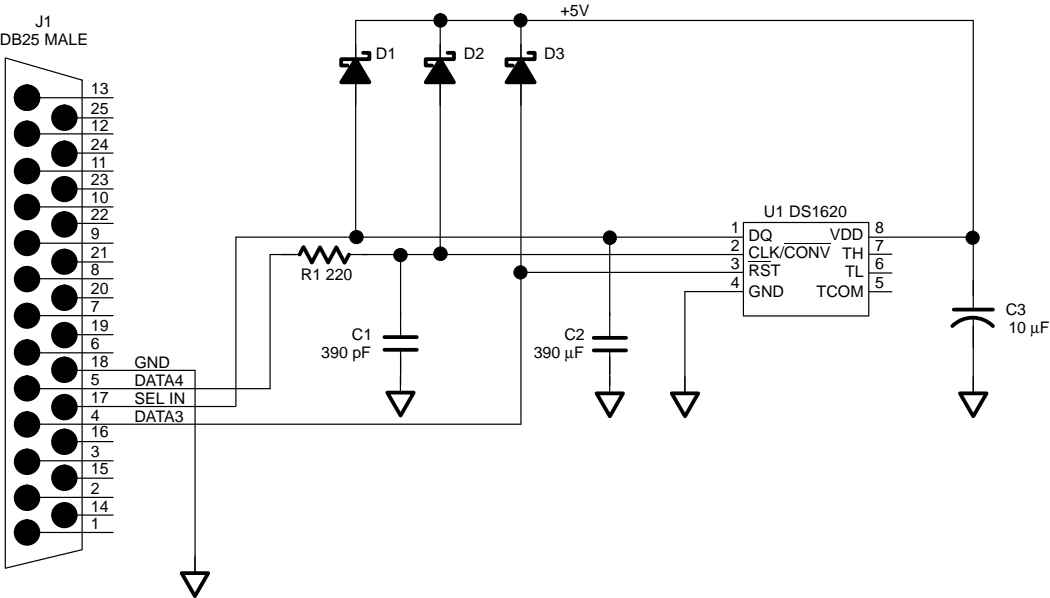 J1
DB25 MALE
13
25
12
24
11
23
10
22
9
21
8
20
7
19
6
18 GND
5 DATA4
17 SEL IN
4 DATA3
16
3
15
2
14
1
+5V
D1
D2
D3
R1 220
C1
390 pF
C2
390 μF
U1 DS1620
1 DQ VDD 8
2 CLK/CONV TH 7
3 RST TL 6
4 GND TCOM 5
C3
10 μF